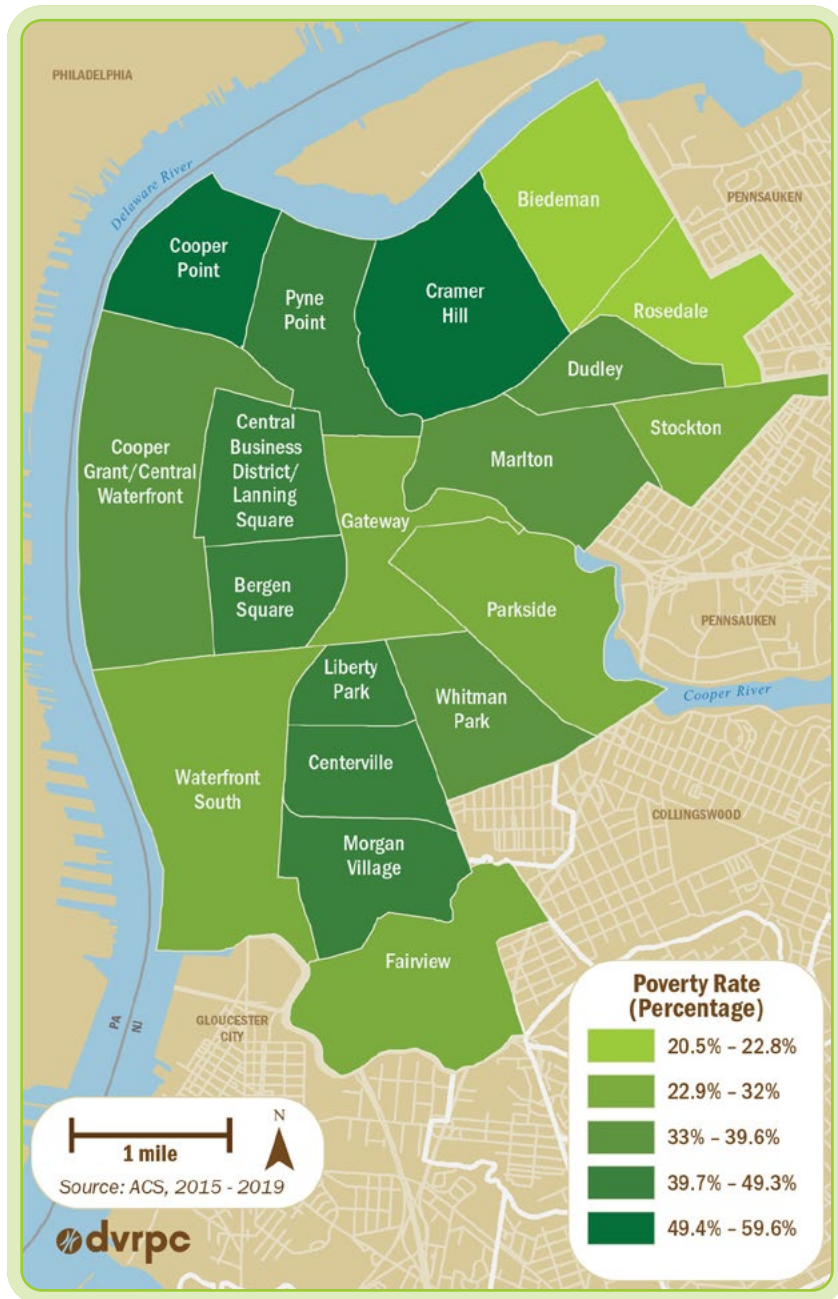 PHILADELPHIA
Delaware River
Biedeman
PENNSAUKEN
Cooper
Point
Pyne
Point
Cramer
Hill
Rosedale
Dudley
Stockton
Cooper
Grant/Central
Waterfront
Central
Business
District/
Lanning
Square
Marlton
Gateway
Bergen
Square
Parkside
PENNSAUKEN
Liberty
Park
Whitman
Park
Cooper River
Waterfront
South
Centerville
COLLINGSWOOD
Morgan
Village
Fairview
PA
NJ
GLOUCESTER
CITY
Poverty Rate
(Percentage)
20.5% – 22.8%
22.9% – 32%
33% – 39.6%
39.7% – 49.3%
49.4% – 59.6%
N
1 mile
Source: ACS, 2015 - 2019
dvrpc